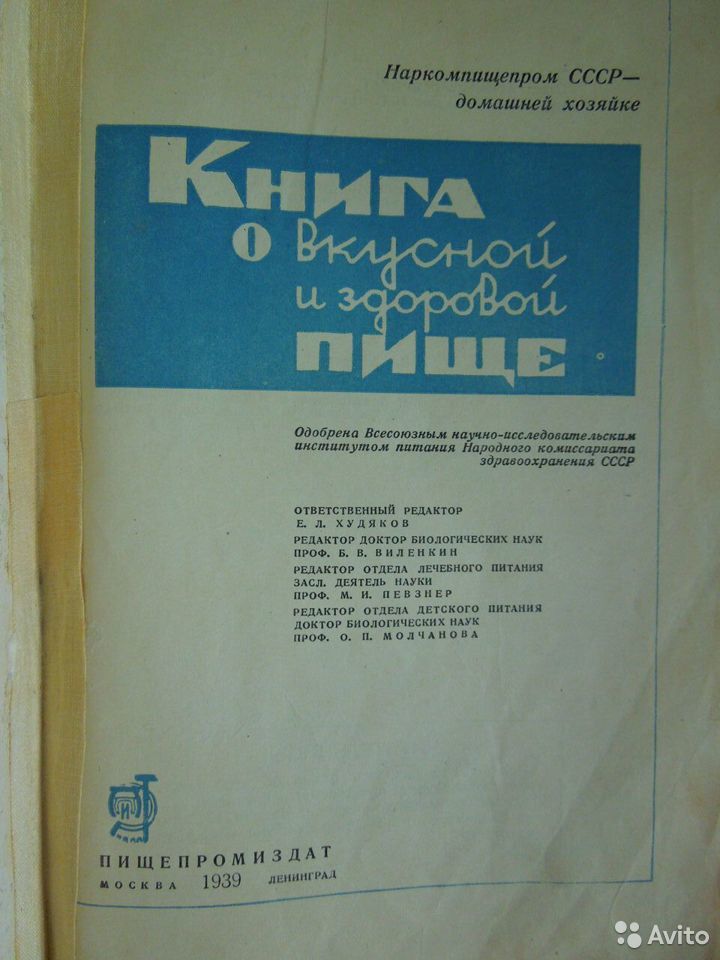 Наркомпищепром СССР—
домашней хозяйке
Книга
о вкусной
и здоровой
пище
Одобрена Всесоюзным научно-исследовательским
институтом питания Народного комиссариата
здравоохранения СССР
ОТВЕТСТВЕННЫЙ РЕДАКТОР
Е. Л. ХУДЯКОВ
РЕДАКТОР ДОКТОР БИОЛОГИЧЕСКИХ НАУК
ПРОФ. Б. В. ВИЛЕНКИН
РЕДАКТОР ОТДЕЛА ЛЕЧЕБНОГО ПИТАНИЯ
ЗАСЛ. ДЕЯТЕЛЬ НАУКИ
ПРОФ. М. И. ПЕВЗНЕР
РЕДАКТОР ОТДЕЛА ДЕТСКОГО ПИТАНИЯ
ДОКТОР БИОЛОГИЧЕСКИХ НАУК
ПРОФ. О. П. МОЛЧАНОВА
ПИЩЕПРОМИЗДАТ
МОСКВА 1939 ЛЕНИНГРАД
Avito